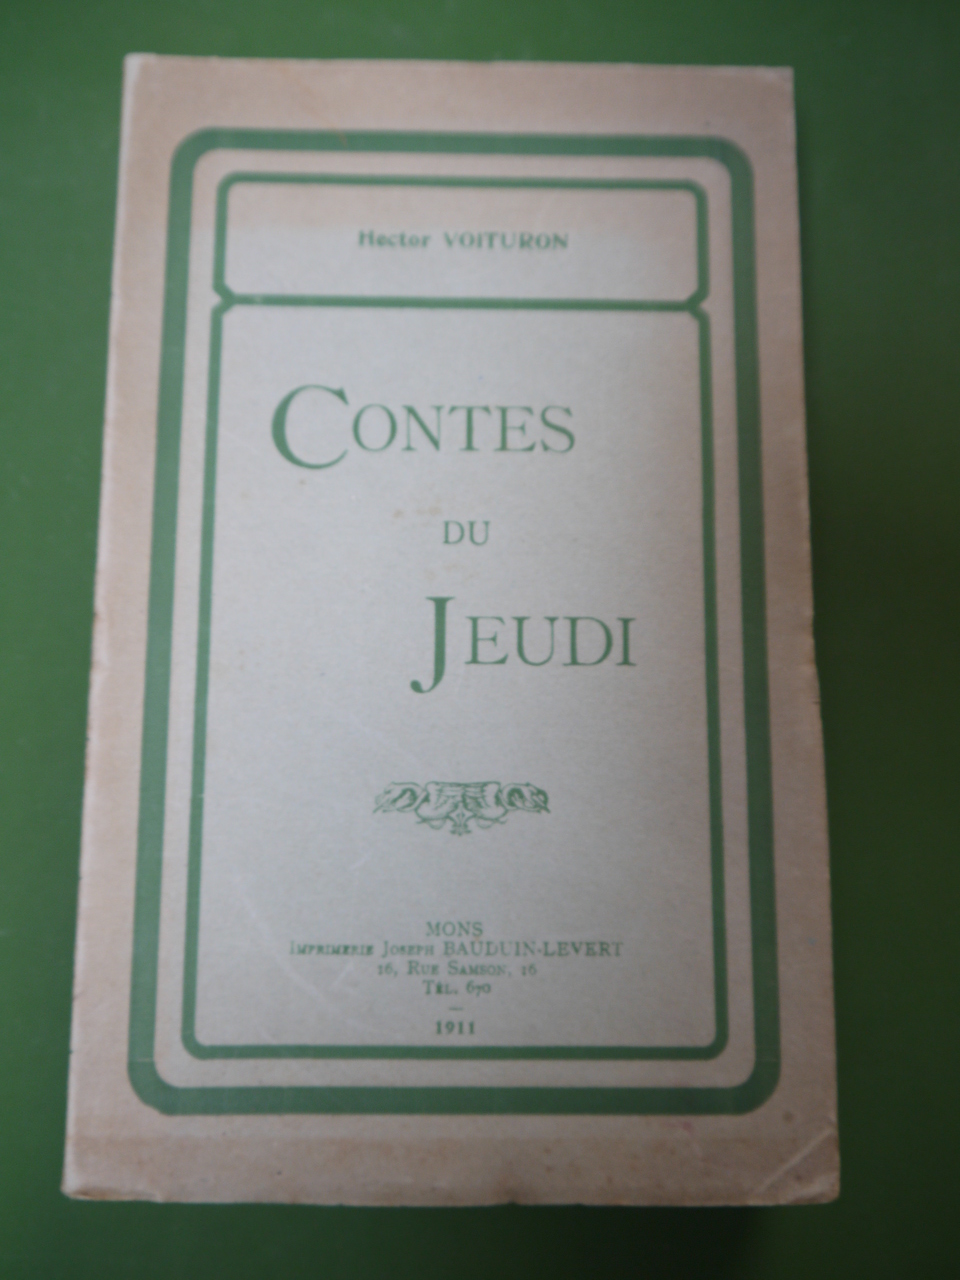 Hector VOITURON
CONTES
DU
JEUDI
MONS
IMPRIMERIE JOSEPH BAUDUIN-LEVERT
16, RUE SAMSON, 16
TÉL. 670
1911